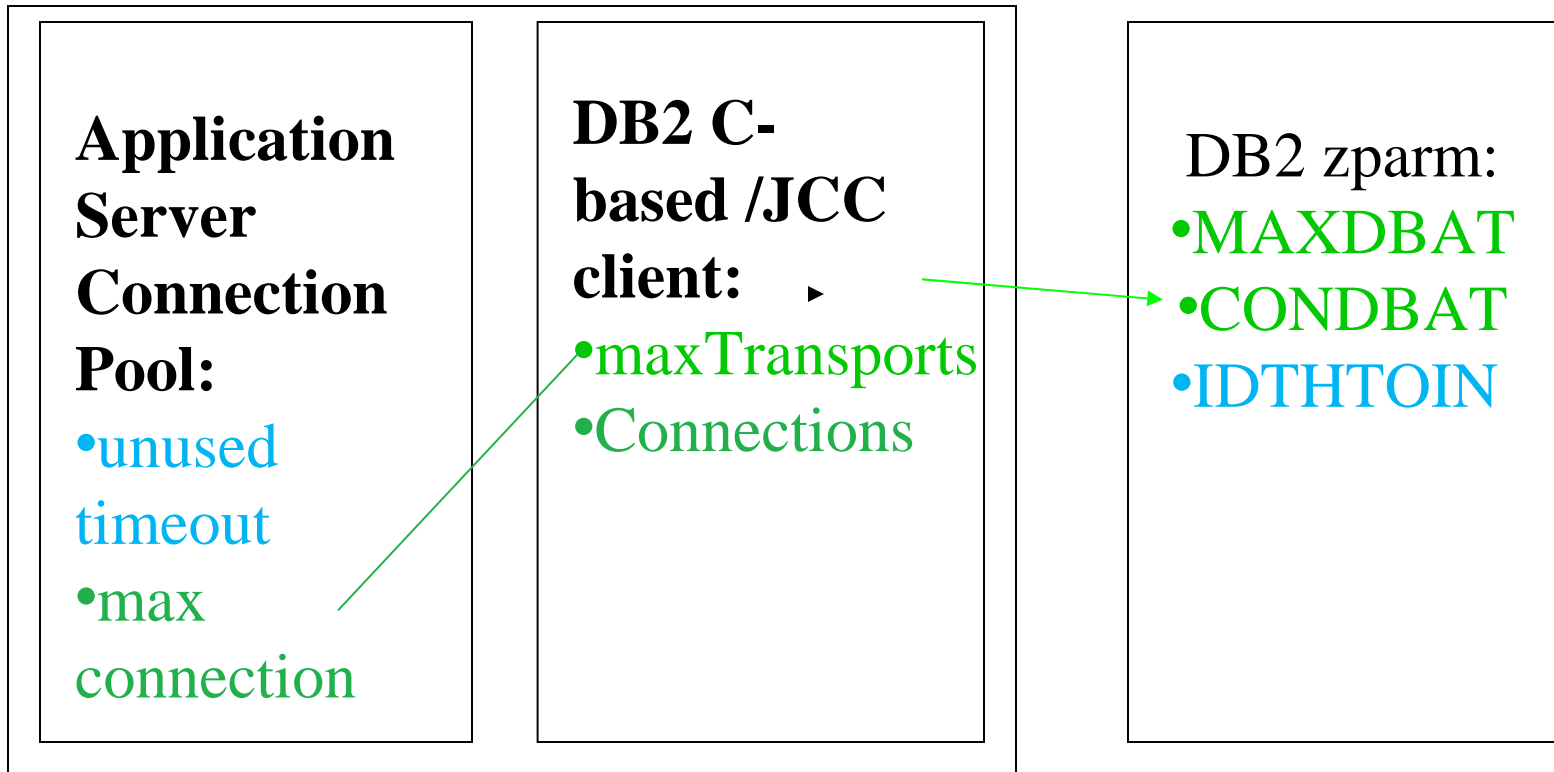 Application
Server
Connection
Pool:
•unused
timeout
•max
connection
DB2 C-
based /JCC
client:
•maxTransports
•Connections
DB2 zparm:
•MAXDBAT
•CONDBAT
•IDTHTOIN